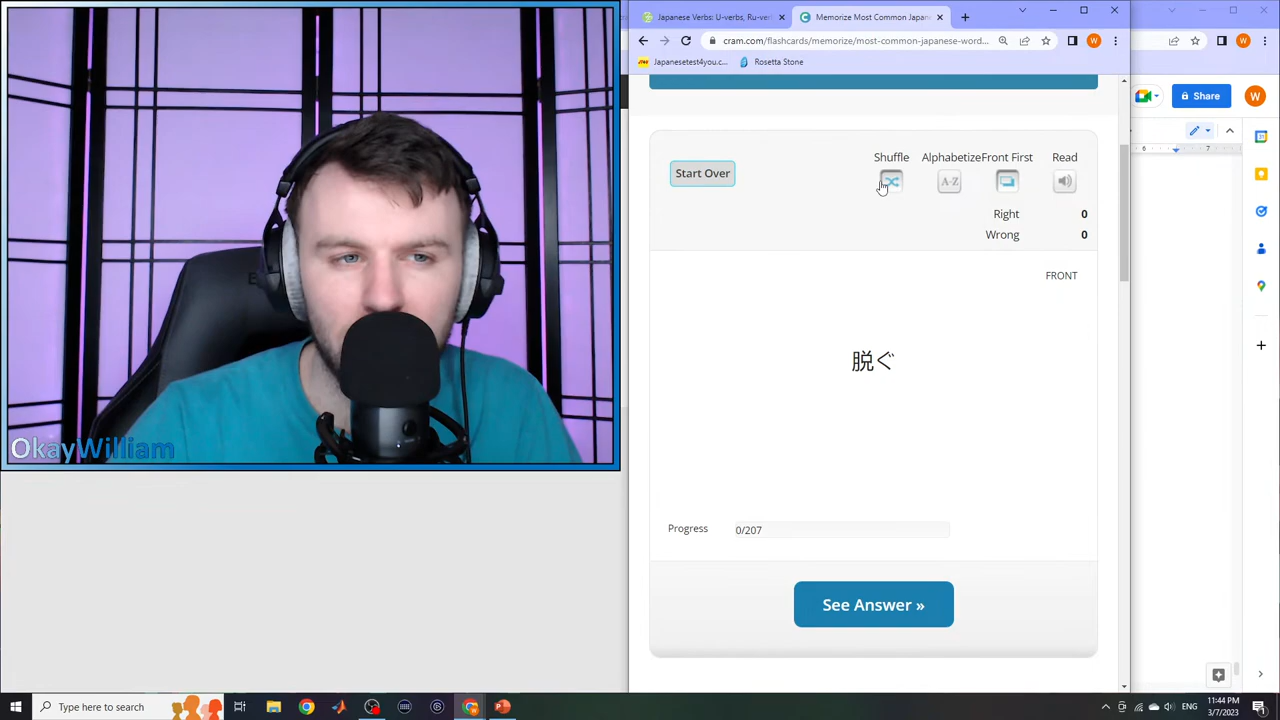 Japanese Verbs: U-verbs, Ru-ver
Memorize Most Common Japane
cram.com/flashcards/memorize/most-common-japanese-word...
W
Japanesetest4you.c...
Rosetta Stone
Share
W
6
7
Start Over
Shuffle
Alphabetize
Front First
Read
A-Z
Right 0
Wrong 0
FRONT
脱ぐ
Progress 0/207
See Answer »
OkayWilliam
Type here to search
ENG
11:44 PM
3/7/2023